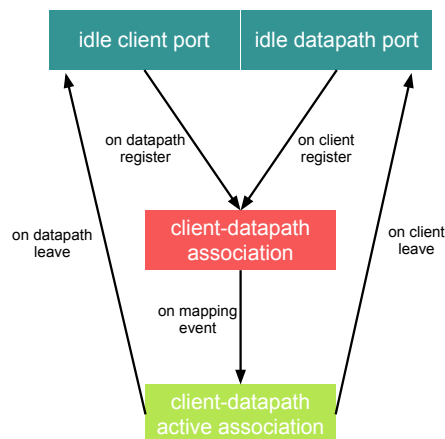 idle client port
idle datapath port
on datapath
register
on client
register
client-datapath
association
on datapath
leave
on client
leave
on mapping
event
client-datapath
active association